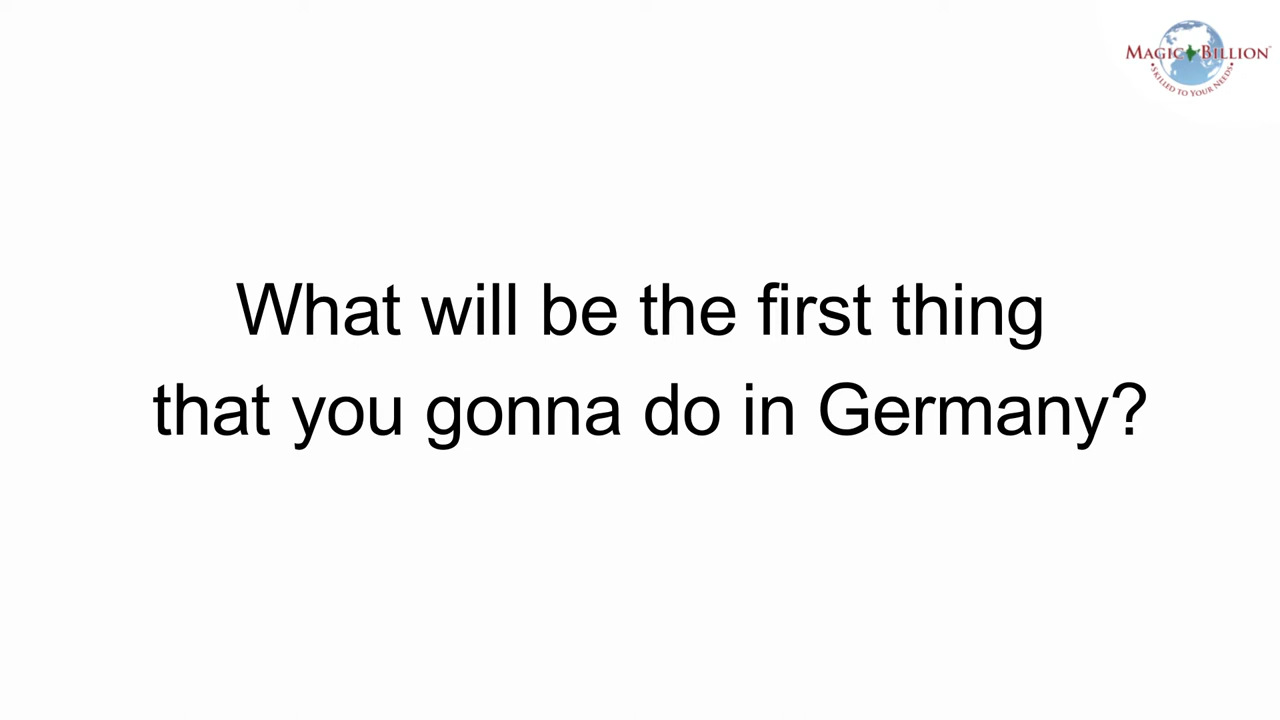 MAGIC BILLION
SKILLED TO YOUR NEEDS
What will be the first thing
that you gonna do in Germany?